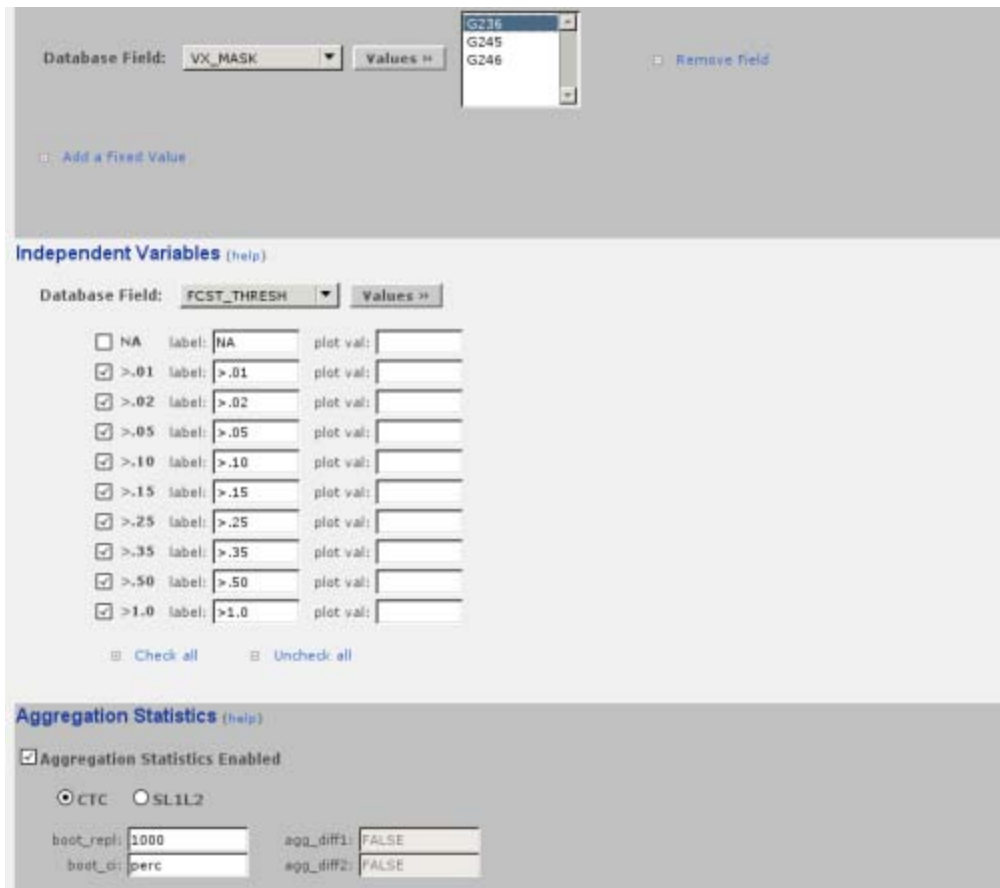 G236
G245
Database Field: VX_MASK Values » G246 Remove Field
Add a Fixed Value
Independent Variables (help)
Database Field: FCST_THRESH Values »
NA label: NA plot val:
>.01 label: >.01 plot val:
>.02 label: >.02 plot val:
>.05 label: >.05 plot val:
>.10 label: >.10 plot val:
>.15 label: >.15 plot val:
>.25 label: >.25 plot val:
>.35 label: >.35 plot val:
>.50 label: >.50 plot val:
>1.0 label: >1.0 plot val:
Check all Uncheck all
Aggregation Statistics (help)
Aggregation Statistics Enabled
CTC SL1L2
boot_repl: 1000 agg_diff1: FALSE
boot_ci: perc agg_diff2: FALSE